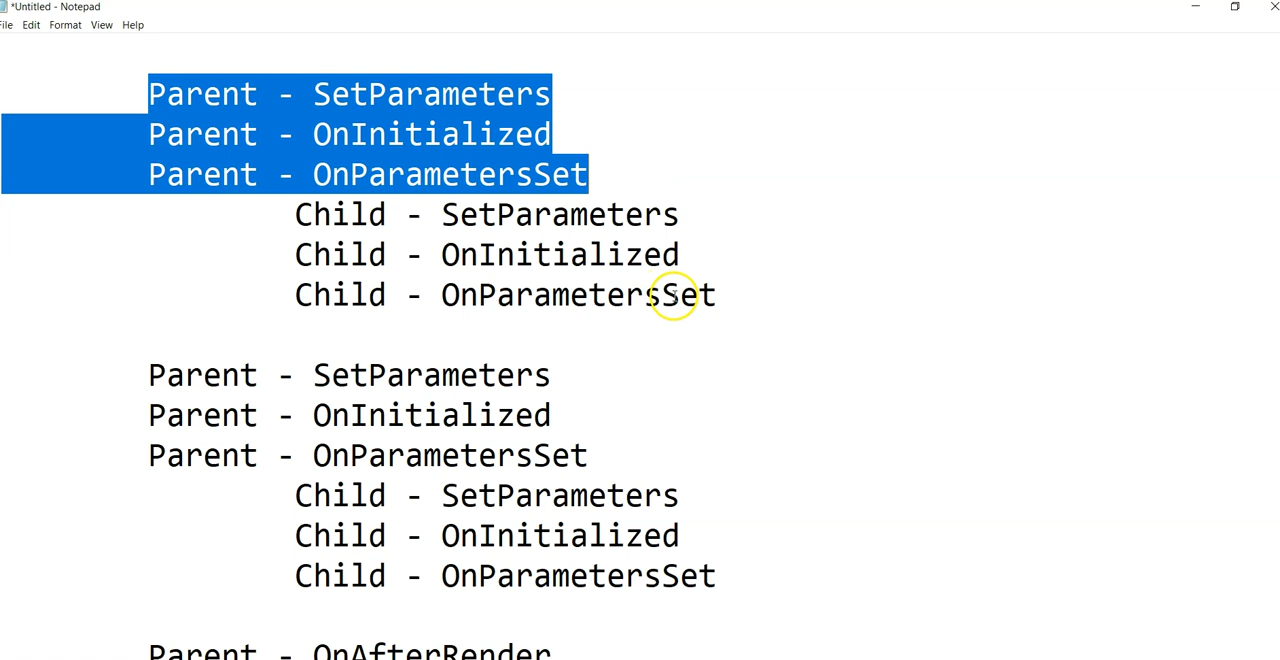 *Untitled - Notepad
File Edit Format View Help
Parent - SetParameters
Parent - OnInitialized
Parent - OnParametersSet
Child - SetParameters
Child - OnInitialized
Child - OnParametersSet
Parent - SetParameters
Parent - OnInitialized
Parent - OnParametersSet
Child - SetParameters
Child - OnInitialized
Child - OnParametersSet
Parent - OnAfterRender